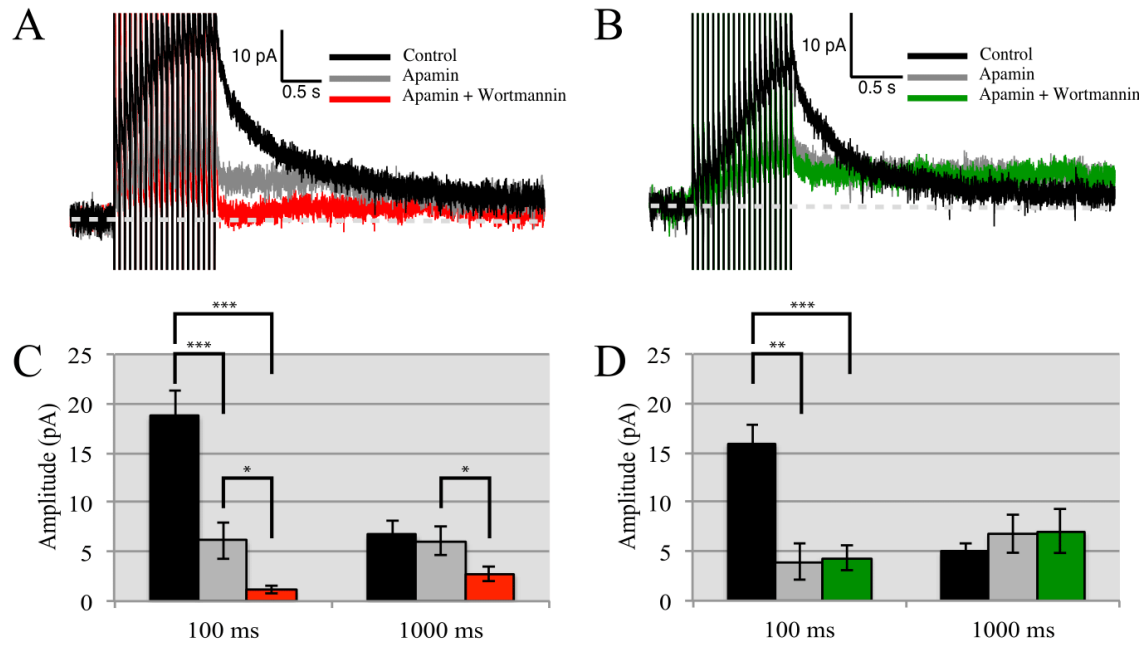 A
10 pA
0.5 s
Control
Apamin
Apamin + Wortmannin
B
10 pA
0.5 s
Control
Apamin
Apamin + Wortmannin
C
Amplitude (pA)
25
20
15
10
5
0
***
***
*
*
100 ms
1000 ms
D
Amplitude (pA)
25
20
15
10
5
0
***
**
100 ms
1000 ms